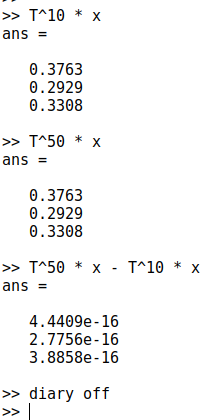 >> T^10 * x
ans =
0.3763
0.2929
0.3308
>> T^50 * x
ans =
0.3763
0.2929
0.3308
>> T^50 * x - T^10 * x
ans =
4.4409e-16
2.7756e-16
3.8858e-16
>> diary off
>>